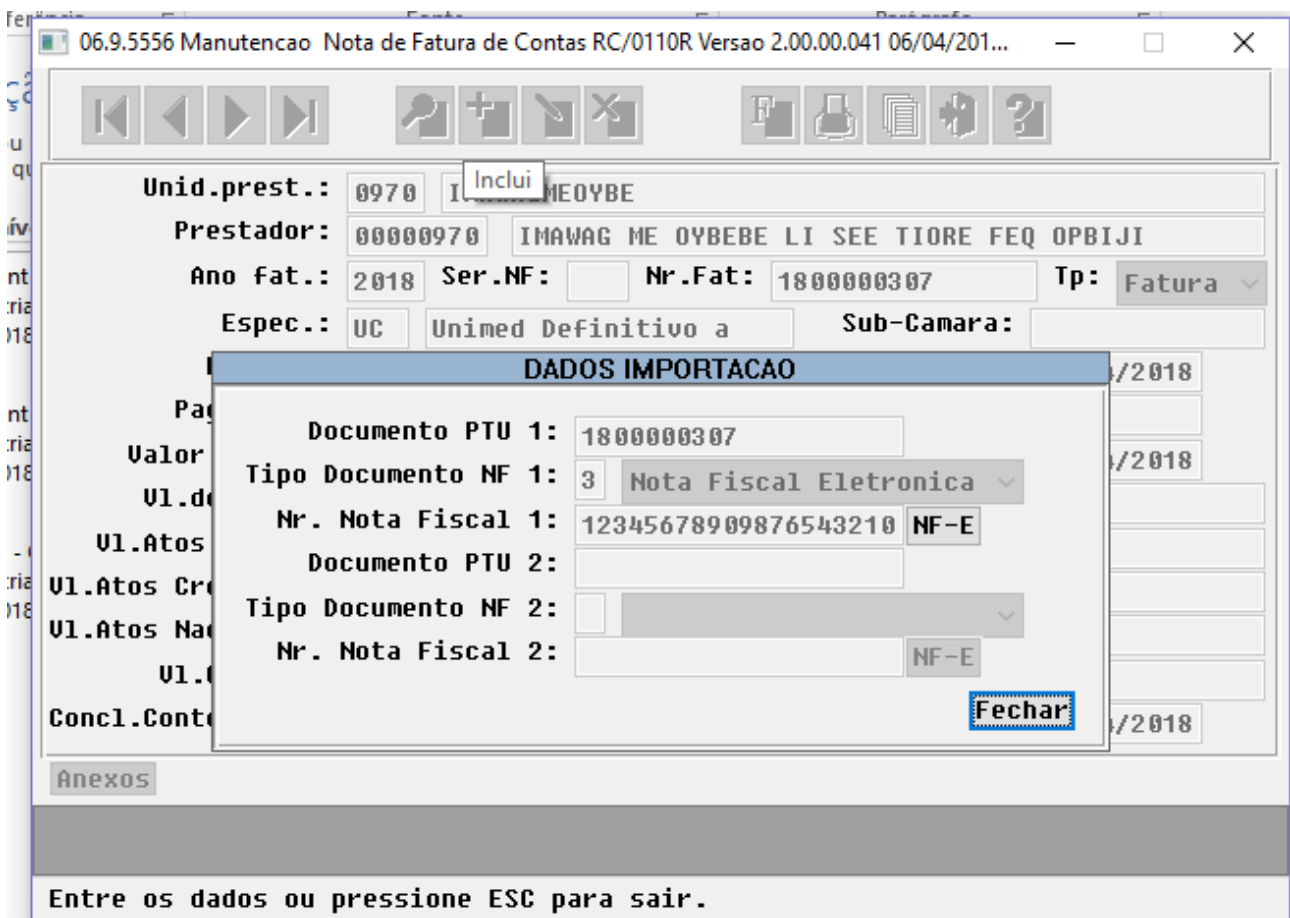 06.9.5556 Manutencao Nota de Fatura de Contas RC/0110R Versao 2.00.00.041 06/04/201...
Inclui
Unid.prest.: 0970
Prestador: 00000970 IMAWAG ME OYBEBE LI SEE TIORE FEQ OPBIJI
Ano fat.: 2018 Ser.NF: Nr.Fat: 1800000307 Tp: Fatura
Espec.: UC Unimed Definitivo a Sub-Camara:
DADOS IMPORTACAO
/2018
Documento PTU 1: 1800000307
Valor
/2018
Tipo Documento NF 1: 3 Nota Fiscal Eletronica
Nr. Nota Fiscal 1: 12345678909876543210 NF-E
Vl.Atos
Documento PTU 2:
Vl.Atos
Tipo Documento NF 2:
Vl.Atos
Nr. Nota Fiscal 2: NF-E
Fechar
/2018
Anexos
Entre os dados ou pressione ESC para sair.